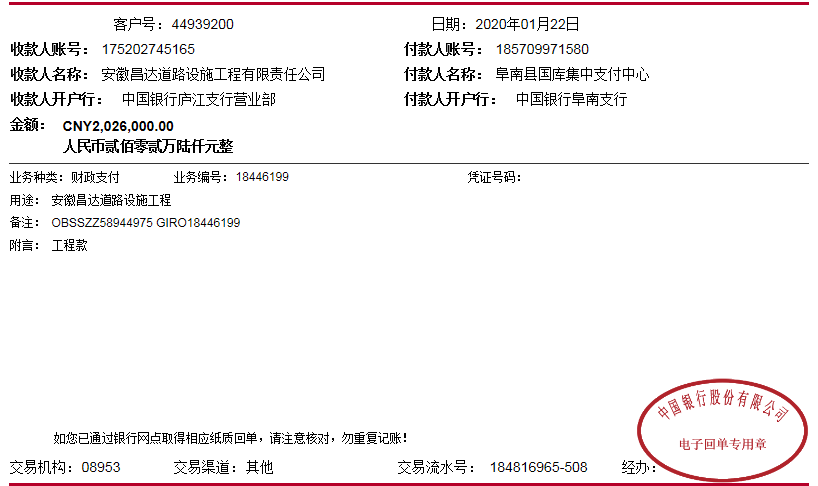 客户号：44939200 日期：2020年01月22日
收款人账号： 175202745165 付款人账号： 185709971580
收款人名称： 安徽昌达道路设施工程有限责任公司 付款人名称： 阜南县国库集中支付中心
收款人开户行： 中国银行庐江支行营业部 付款人开户行： 中国银行阜南支行
金额： CNY2,026,000.00
人民币贰佰零贰万陆仟元整
业务种类：财政支付 业务编号：18446199 凭证号码：
用途： 安徽昌达道路设施工程
备注： OBSSZZ58944975 GIRO18446199
附言： 工程款
中国银行股份有限公司
电子回单专用章
如您已通过银行网点取得相应纸质回单，请注意核对，勿重复记账！
交易机构：08953 交易渠道：其他 交易流水号： 184816965-508 经办：